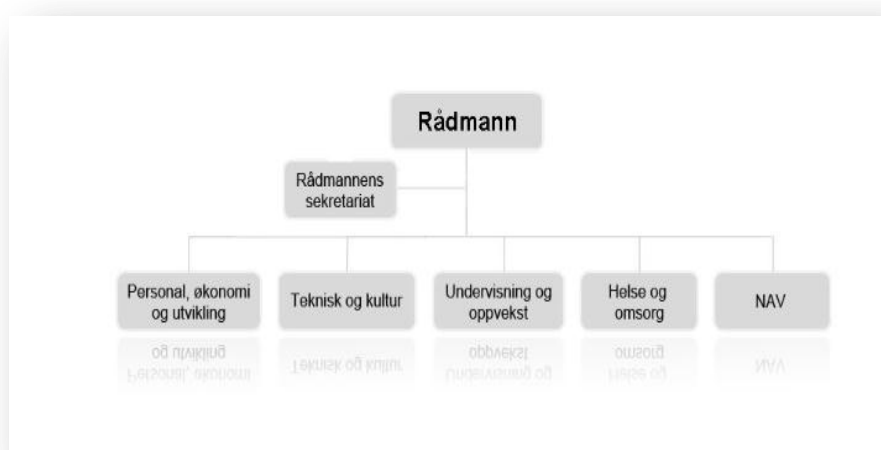 Rådmann
Rådmannens
sekretariat
Personal, økonomi
og utvikling
Teknisk og kultur
Undervisning og
oppvekst
Helse og
omsorg
NAV